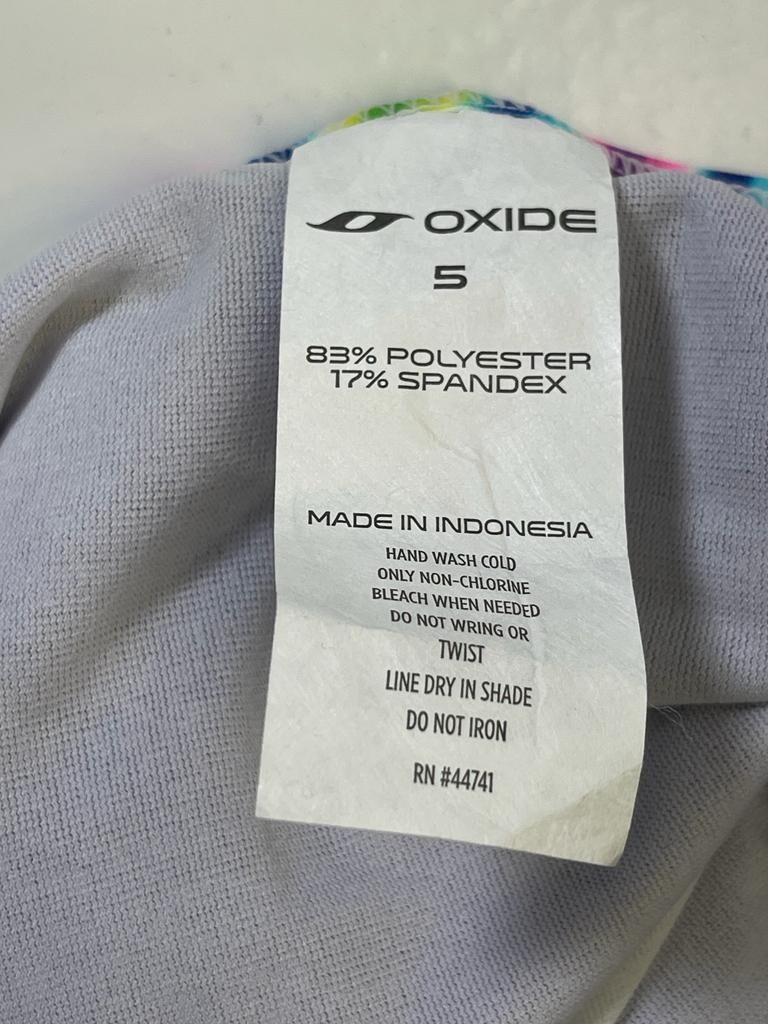 OXIDE
5
83% POLYESTER
17% SPANDEX
MADE IN INDONESIA
HAND WASH COLD
ONLY NON-CHLORINE
BLEACH WHEN NEEDED
DO NOT WRING OR
TWIST
LINE DRY IN SHADE
DO NOT IRON
RN #44741